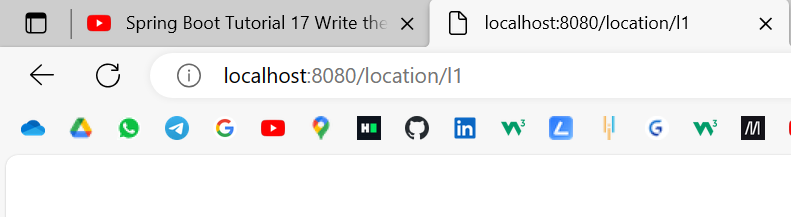 Spring Boot Tutorial 17 Write the
localhost:8080/location/l1
localhost:8080/location/l1